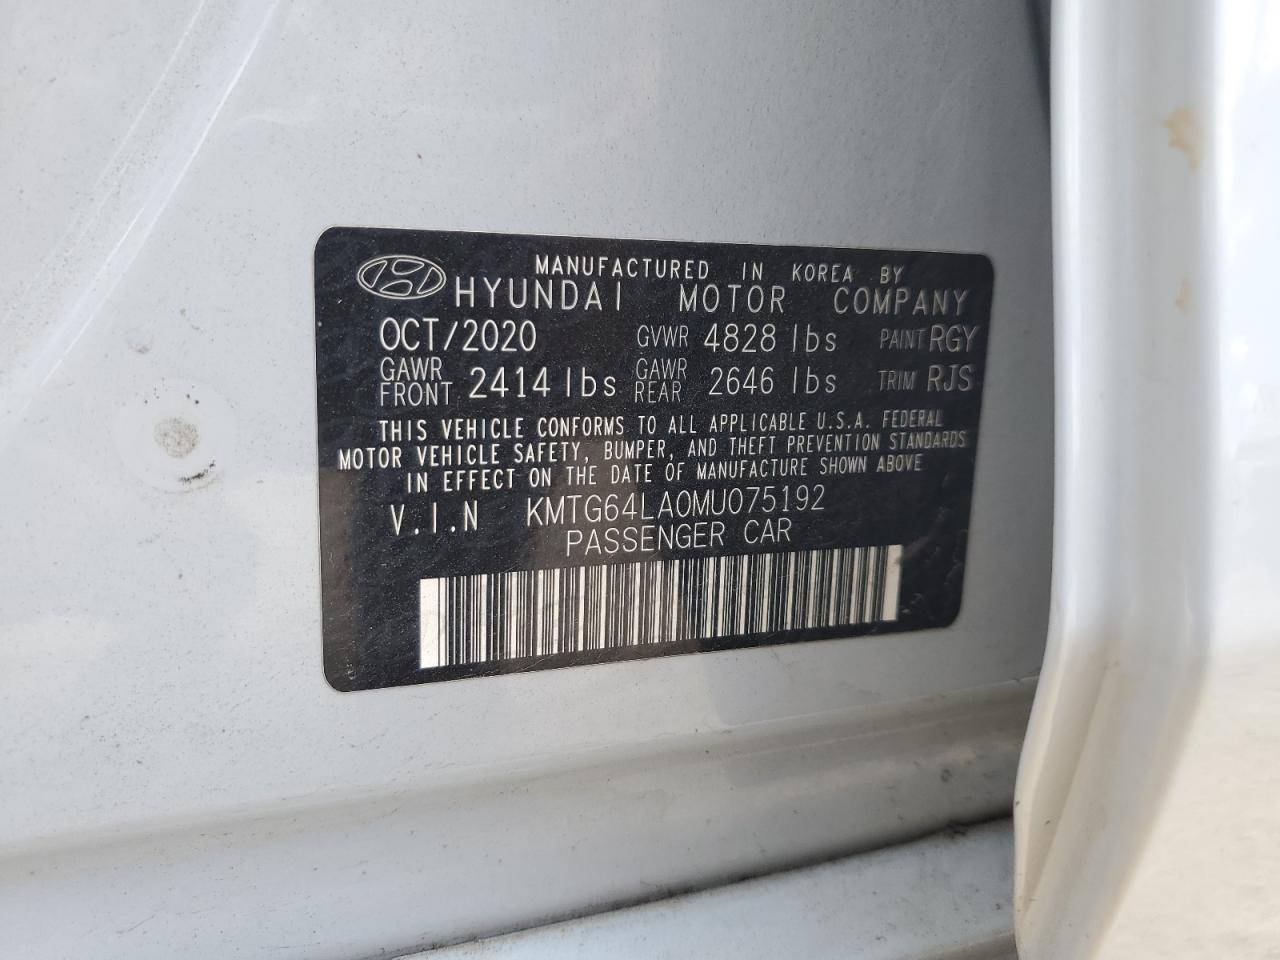 MANUFACTURED IN KOREA BY
HYUNDAI MOTOR COMPANY
OCT/2020 GVWR 4828 lbs PAINT RGY
GAWR FRONT 2414 lbs GAWR REAR 2646 lbs TRIM RJS
THIS VEHICLE CONFORMS TO ALL APPLICABLE U.S.A. FEDERAL
MOTOR VEHICLE SAFETY, BUMPER, AND THEFT PREVENTION STANDARDS
IN EFFECT ON THE DATE OF MANUFACTURE SHOWN ABOVE
V.I.N KMTG64LA0MU075192
PASSENGER CAR